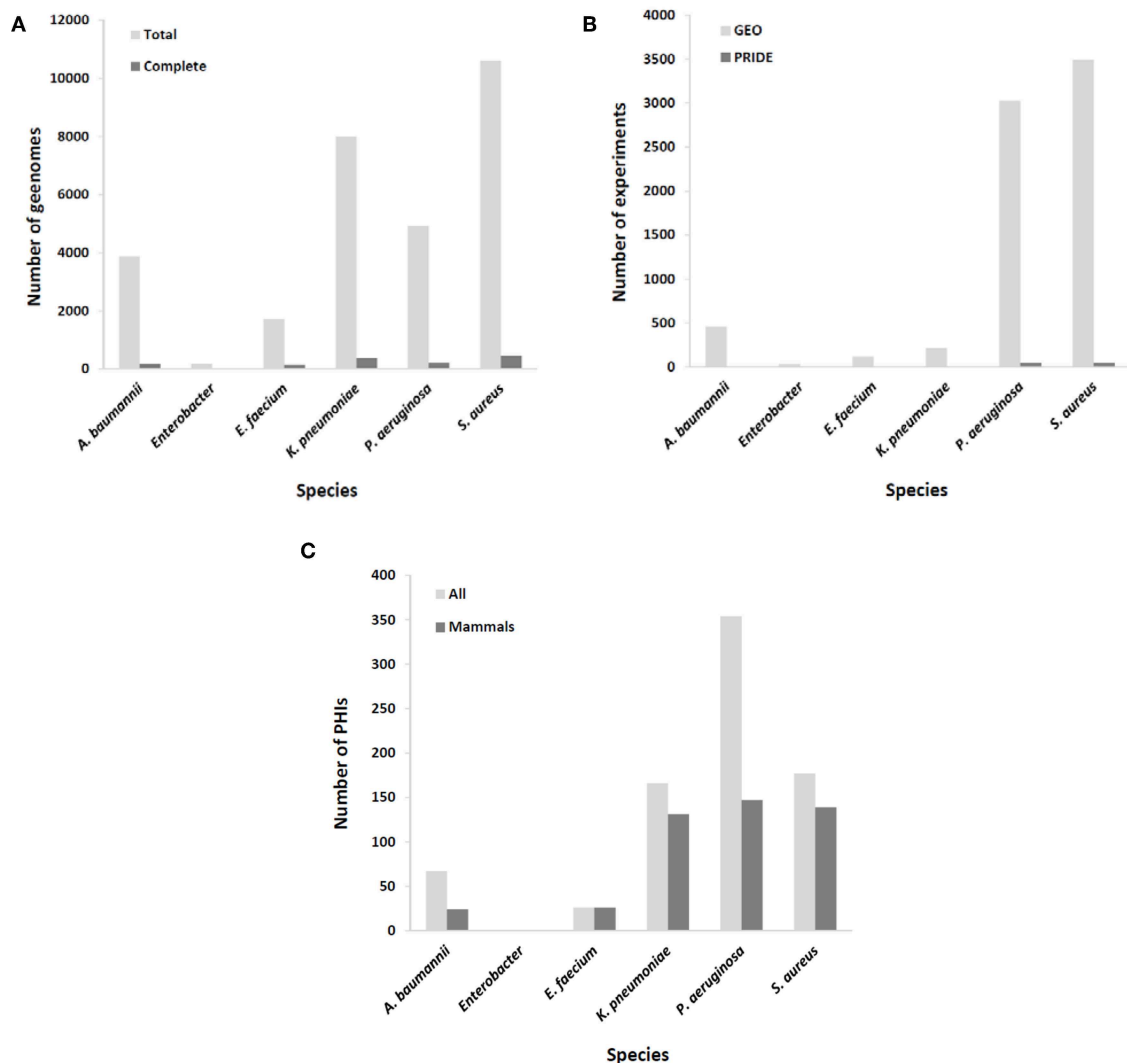 A
12000
10000
8000
6000
4000
2000
0
Number of geenomes
Total
Complete
A. baumannii
Enterobacter
E. faecium
K. pneumoniae
P. aeruginosa
S. aureus
Species
B
4000
3500
3000
2500
2000
1500
1000
500
0
Number of experiments
GEO
PRIDE
A. baumannii
Enterobacter
E. faecium
K. pneumoniae
P. aeruginosa
S. aureus
Species
C
400
350
300
250
200
150
100
50
0
Number of PHIs
All
Mammals
A. baumannii
Enterobacter
E. faecium
K. pneumoniae
P. aeruginosa
S. aureus
Species